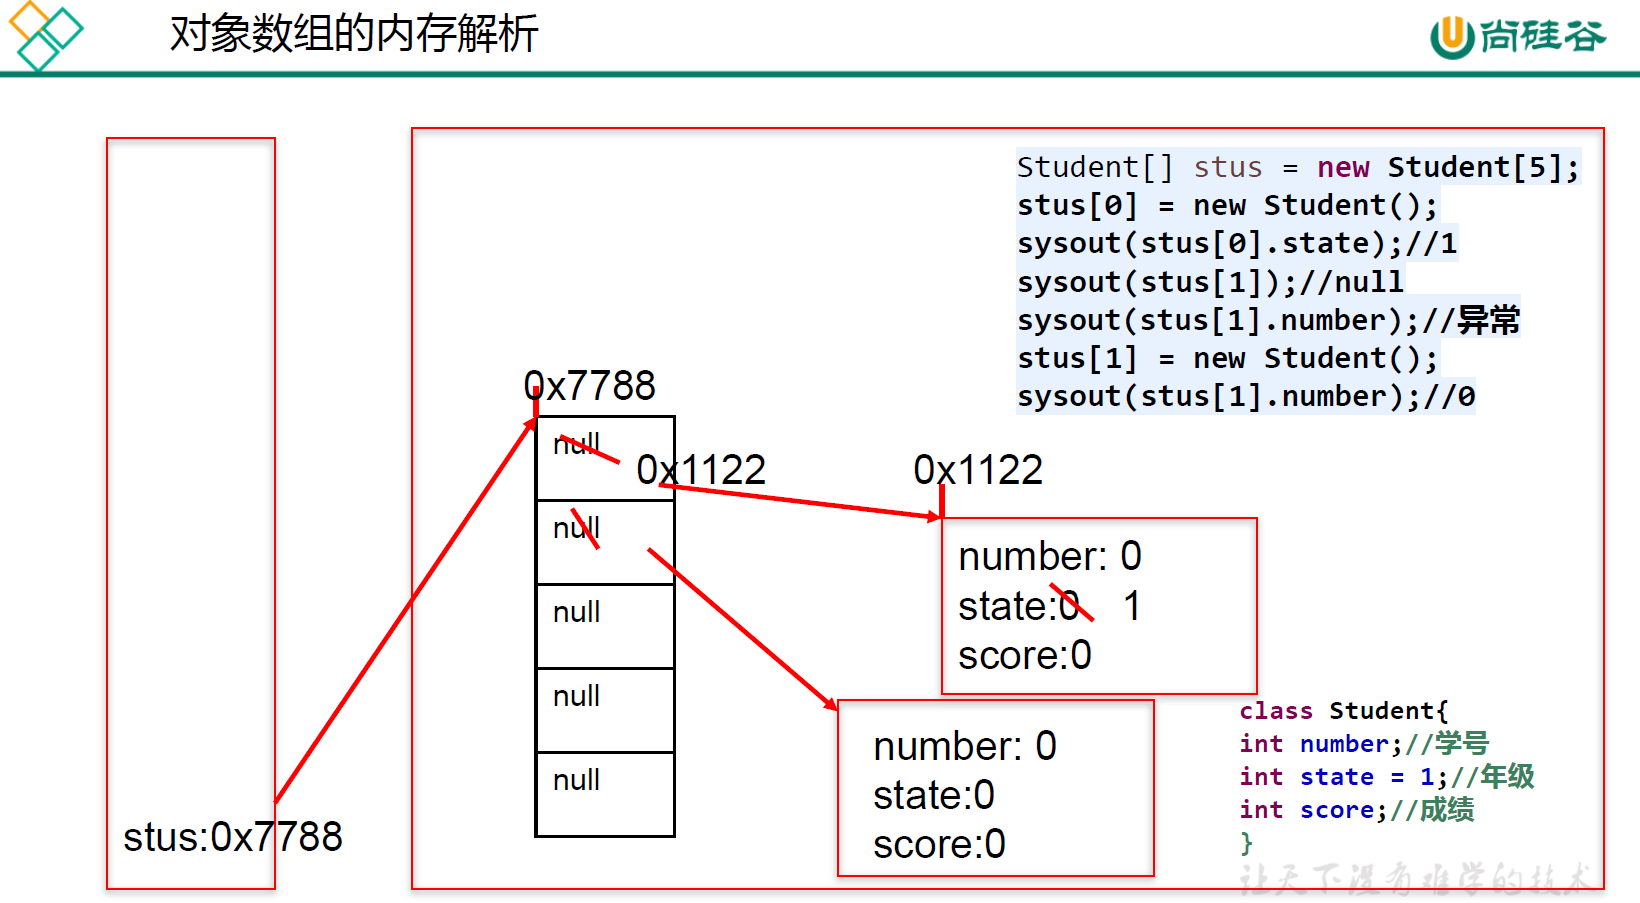 对象数组的内存解析
尚硅谷
Student[] stus = new Student[5];
stus[0] = new Student();
sysout(stus[0].state);//1
sysout(stus[1]);//null
sysout(stus[1].number);//异常
stus[1] = new Student();
sysout(stus[1].number);//0
0x7788
null
0x1122
0x1122
null
number: 0
state:0 1
score:0
null
null
null
number: 0
state:0
score:0
stus:0x7788
class Student{
int number;//学号
int state = 1;//年级
int score;//成绩
}
让天下没有难学的技术